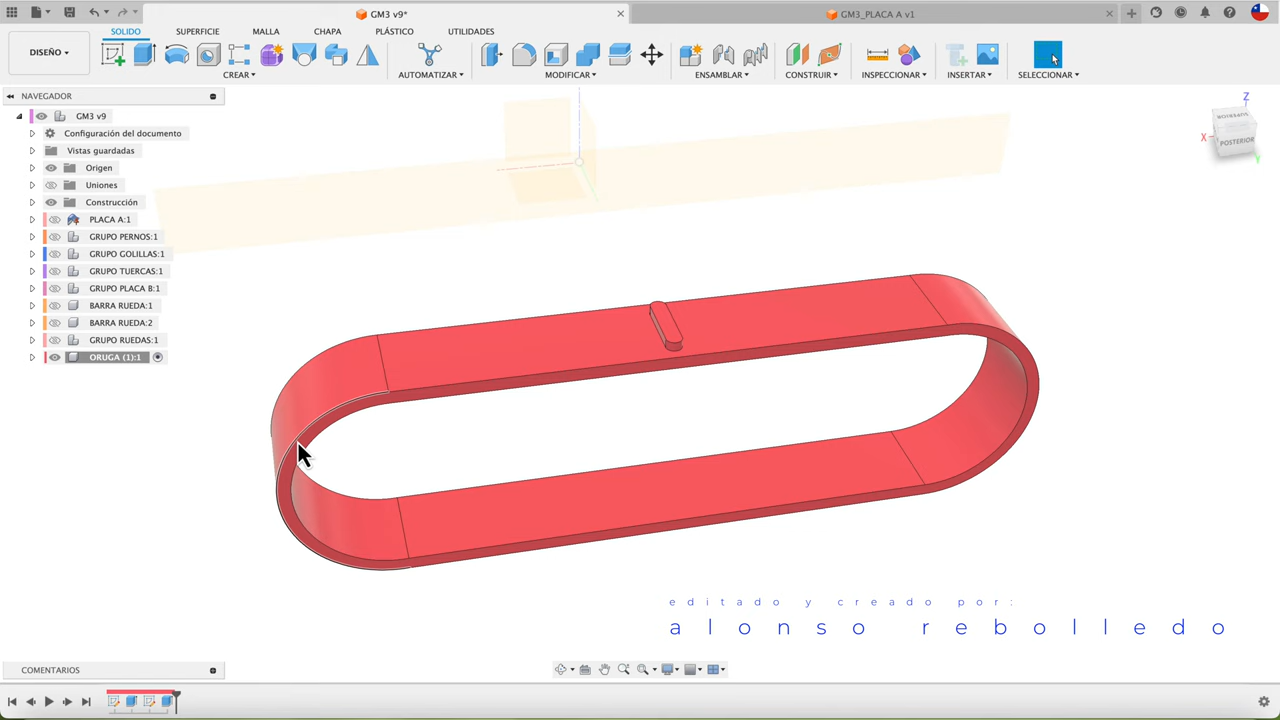 GM3 v9*
GM3_PLACA A v1
DISEÑO
SOLIDO
SUPERFICIE
MALLA
CHAPA
PLÁSTICO
UTILIDADES
CREAR
AUTOMATIZAR
MODIFICAR
ENSAMBLAR
CONSTRUIR
INSPECCIONAR
INSERTAR
SELECCIONAR
NAVEGADOR
GM3 v9
Configuración del documento
Vistas guardadas
Origen
Uniones
Construcción
PLACA A:1
GRUPO PERNOS:1
GRUPO GOLILLAS:1
GRUPO TUERCAS:1
GRUPO PLACA B:1
BARRA RUEDA:1
BARRA RUEDA:2
GRUPO RUEDAS:1
ORUGA (1):1
Z
X
POSTERIOR
Y
editado y creado por:
alonso rebolledo
COMENTARIOS